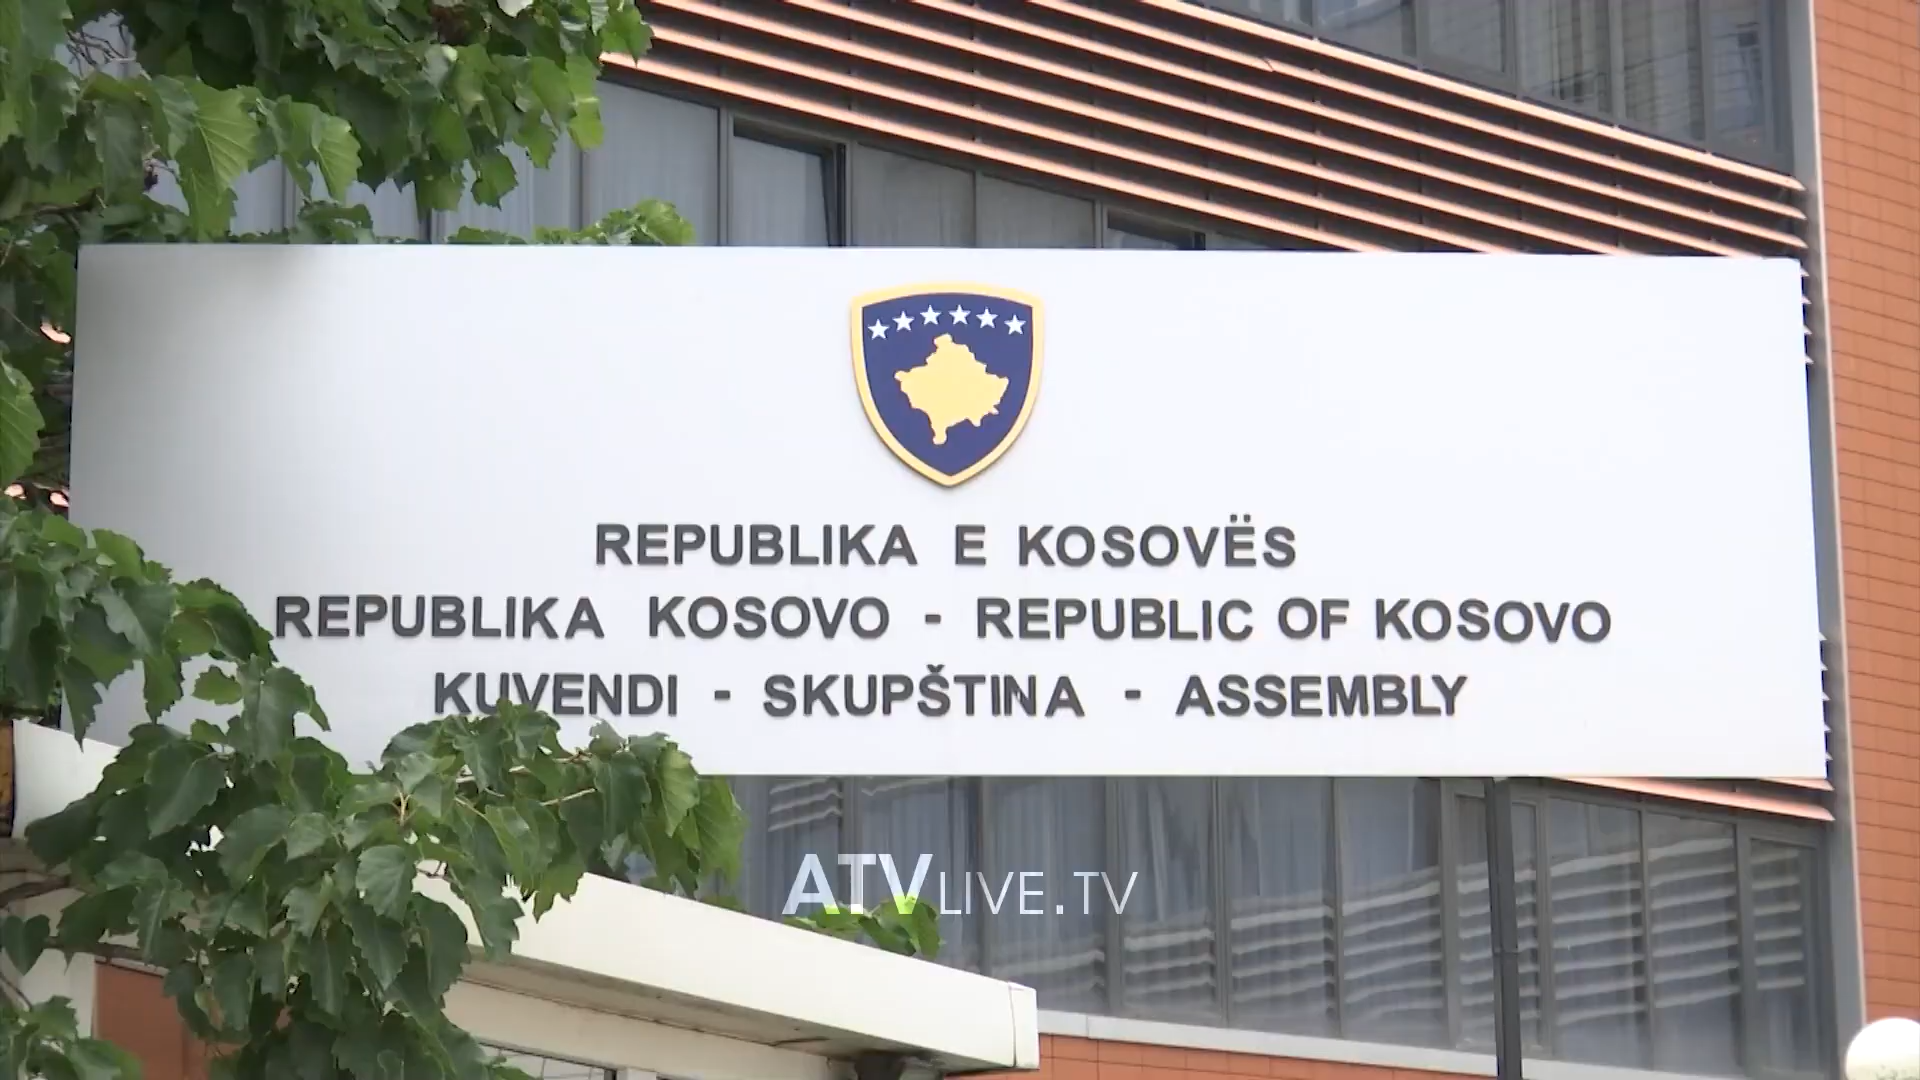 REPUBLIKA E KOSOVËS
REPUBLIKA KOSOVO - REPUBLIC OF KOSOVO
KUVENDI - SKUPŠTINA - ASSEMBLY
ATVLIVE.TV